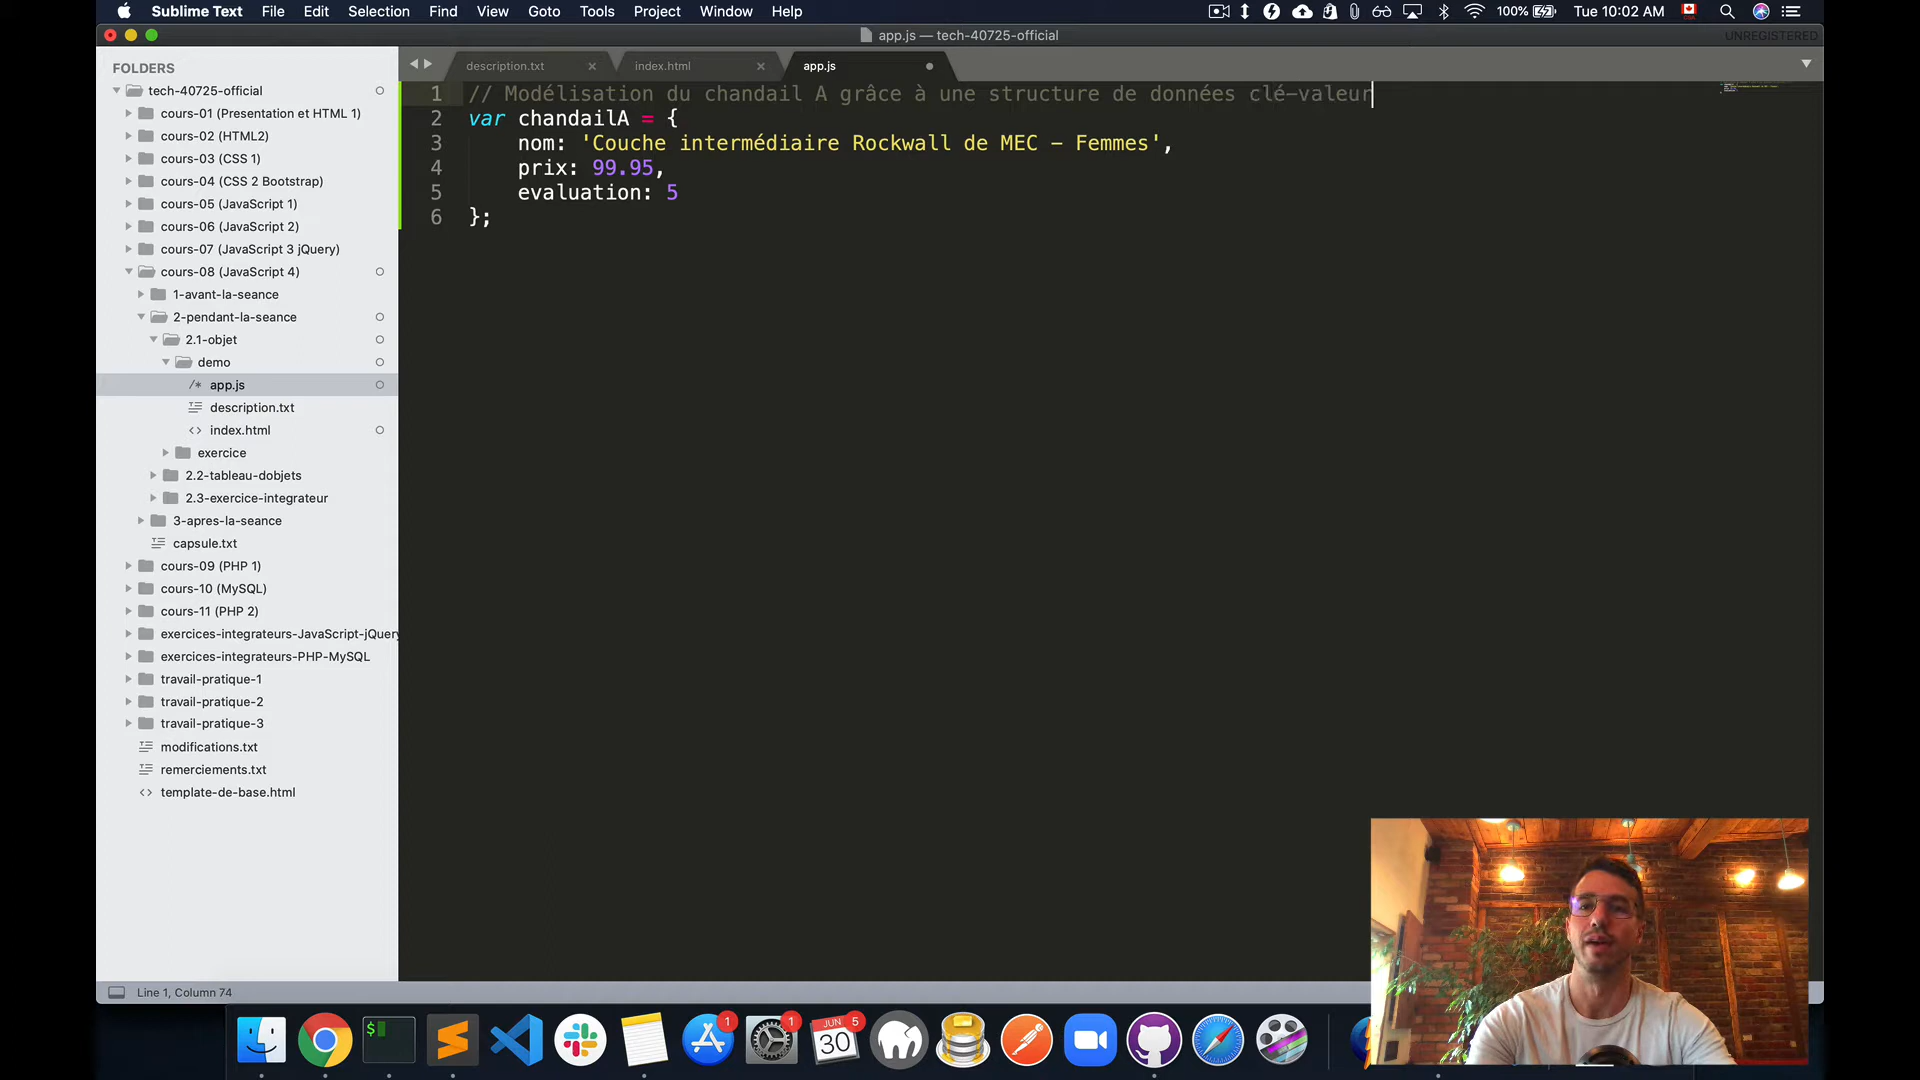 Sublime Text File Edit Selection Find View Goto Tools Project Window Help 100% Tue 10:02 AM
app.js — tech-40725-official UNREGISTERED
FOLDERS
tech-40725-official
cours-01 (Presentation et HTML 1)
cours-02 (HTML2)
cours-03 (CSS 1)
cours-04 (CSS 2 Bootstrap)
cours-05 (JavaScript 1)
cours-06 (JavaScript 2)
cours-07 (JavaScript 3 jQuery)
cours-08 (JavaScript 4)
1-avant-la-seance
2-pendant-la-seance
2.1-objet
demo
app.js
description.txt
index.html
exercice
2.2-tableau-dobjets
2.3-exercice-integrateur
3-apres-la-seance
capsule.txt
cours-09 (PHP 1)
cours-10 (MySQL)
cours-11 (PHP 2)
exercices-integrateurs-JavaScript-jQuery
exercices-integrateurs-PHP-MySQL
travail-pratique-1
travail-pratique-2
travail-pratique-3
modifications.txt
remerciements.txt
template-de-base.html
description.txt index.html app.js
1 // Modélisation du chandail A grâce à une structure de données clé-valeur
2 var chandailA = {
3 nom: 'Couche intermédiaire Rockwall de MEC - Femmes',
4 prix: 99.95,
5 evaluation: 5
6 };
Line 1, Column 74
$ 1 1 JUN 30 5